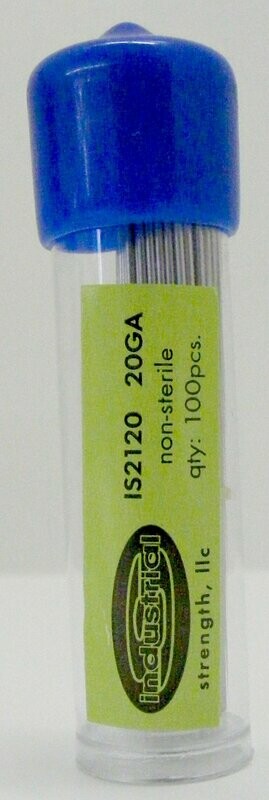 IS2120 20GA
non-sterile
qty: 100pcs.
industrial
strength, llc